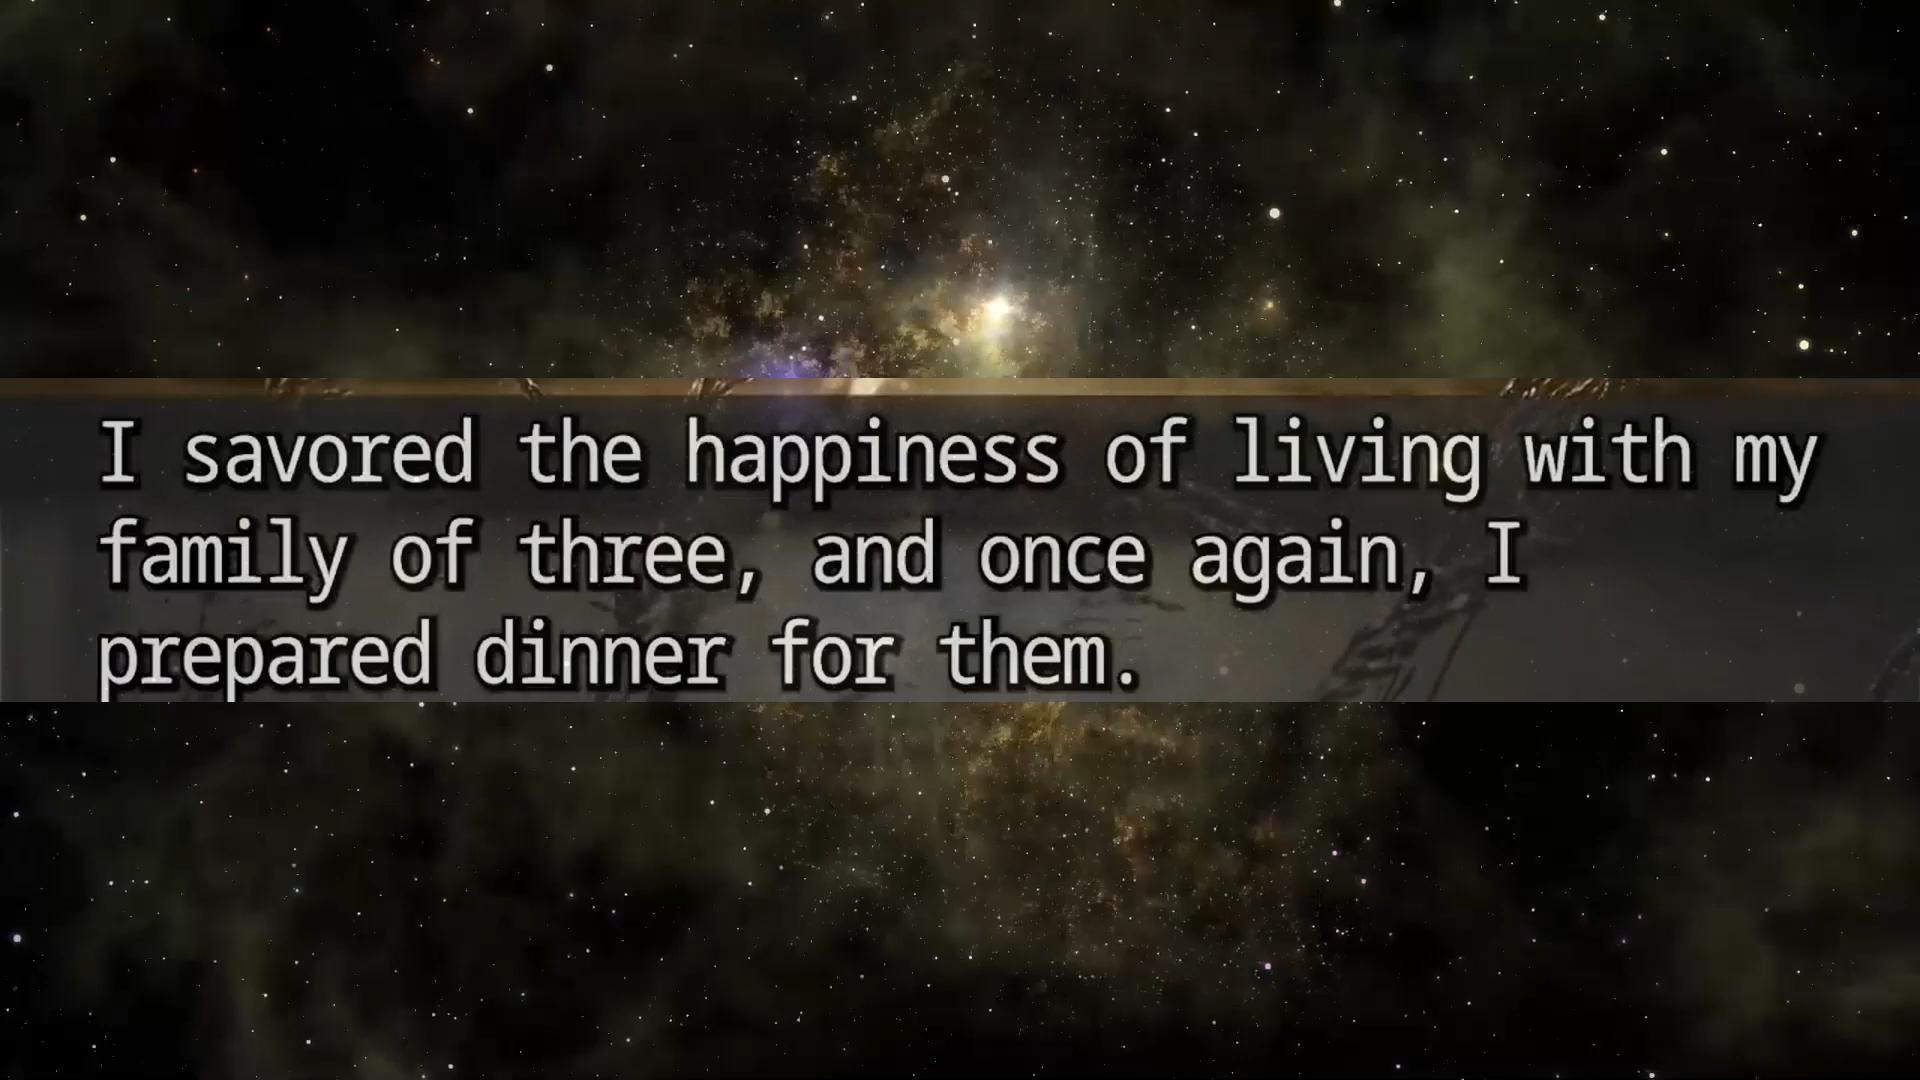 I savored the happiness of living with my
family of three, and once again, I
prepared dinner for them.